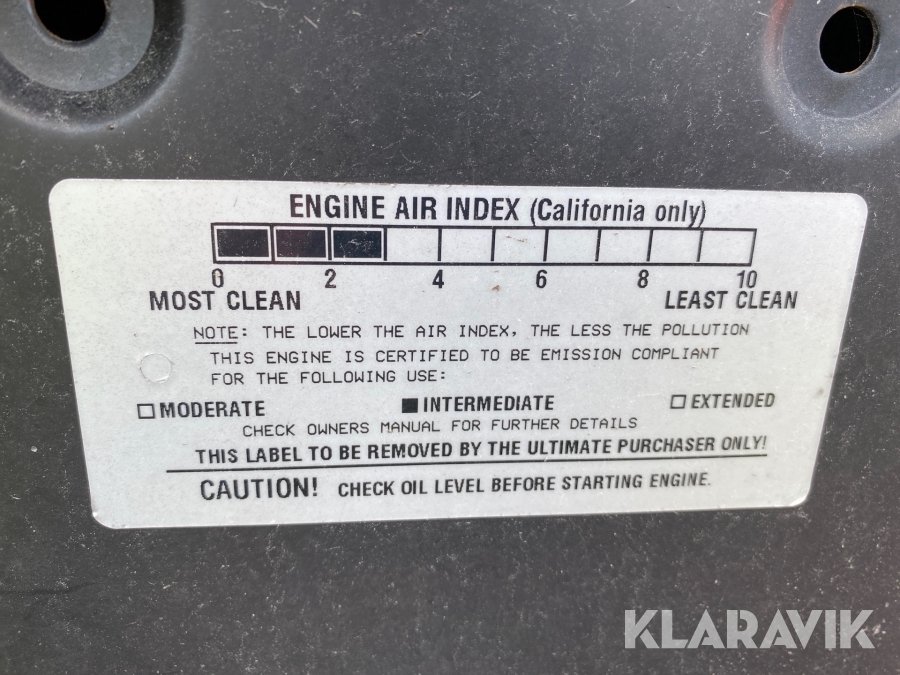 ENGINE AIR INDEX (California only)
0 2 4 6 8 10
MOST CLEAN LEAST CLEAN
NOTE: THE LOWER THE AIR INDEX, THE LESS THE POLLUTION
THIS ENGINE IS CERTIFIED TO BE EMISSION COMPLIANT
FOR THE FOLLOWING USE:
MODERATE INTERMEDIATE EXTENDED
CHECK OWNERS MANUAL FOR FURTHER DETAILS
THIS LABEL TO BE REMOVED BY THE ULTIMATE PURCHASER ONLY!
CAUTION! CHECK OIL LEVEL BEFORE STARTING ENGINE.
KLARAVIK